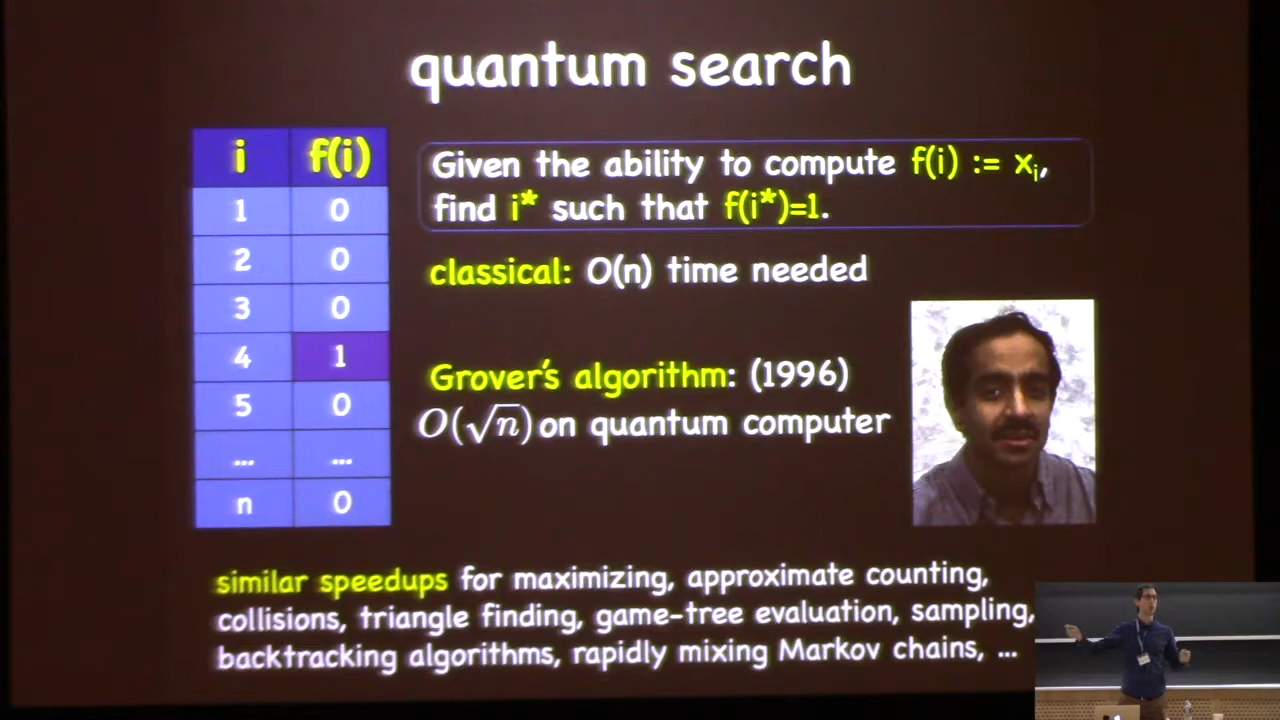 quantum search
i f(i)
1 0
2 0
3 0
4 1
5 0
... ...
n 0
Given the ability to compute f(i) := xᵢ,
find i* such that f(i*)=1.
classical: O(n) time needed
Grover's algorithm: (1996)
O(√n) on quantum computer
similar speedups for maximizing, approximate counting,
collisions, triangle finding, game-tree evaluation, sampling,
backtracking algorithms, rapidly mixing Markov chains, ...